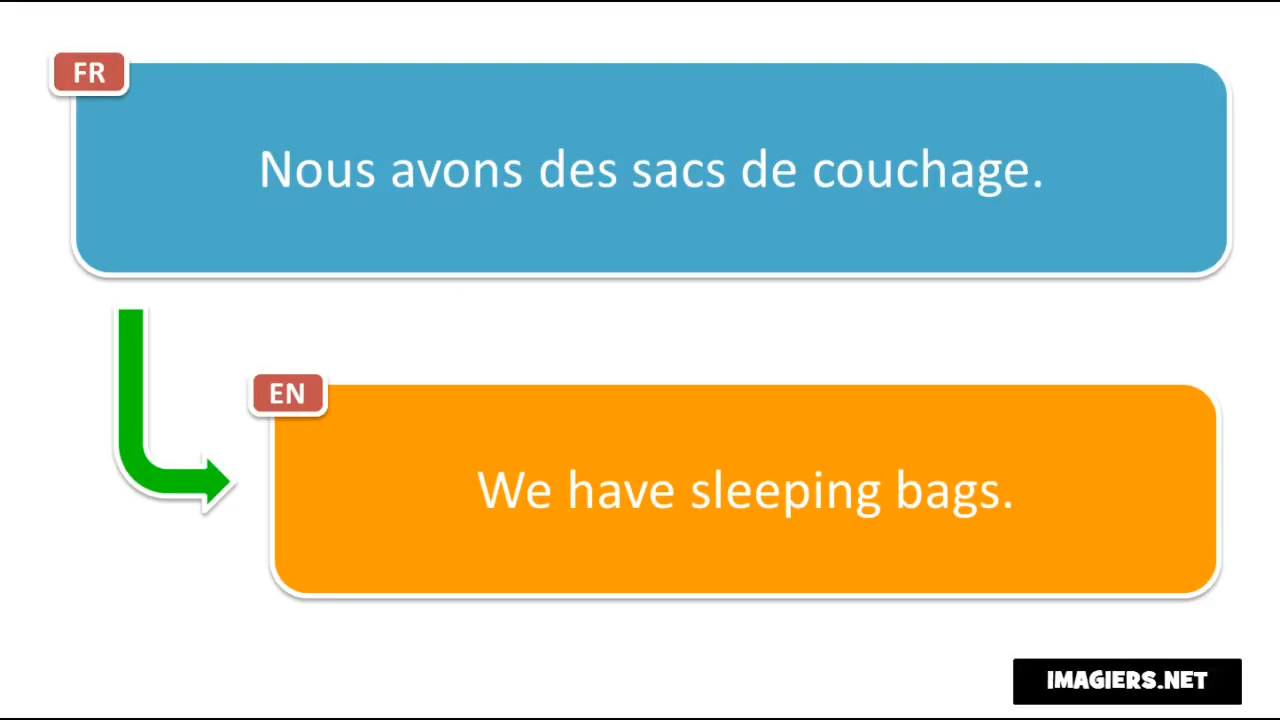 FR
Nous avons des sacs de couchage.
EN
We have sleeping bags.
IMAGIERS.NET